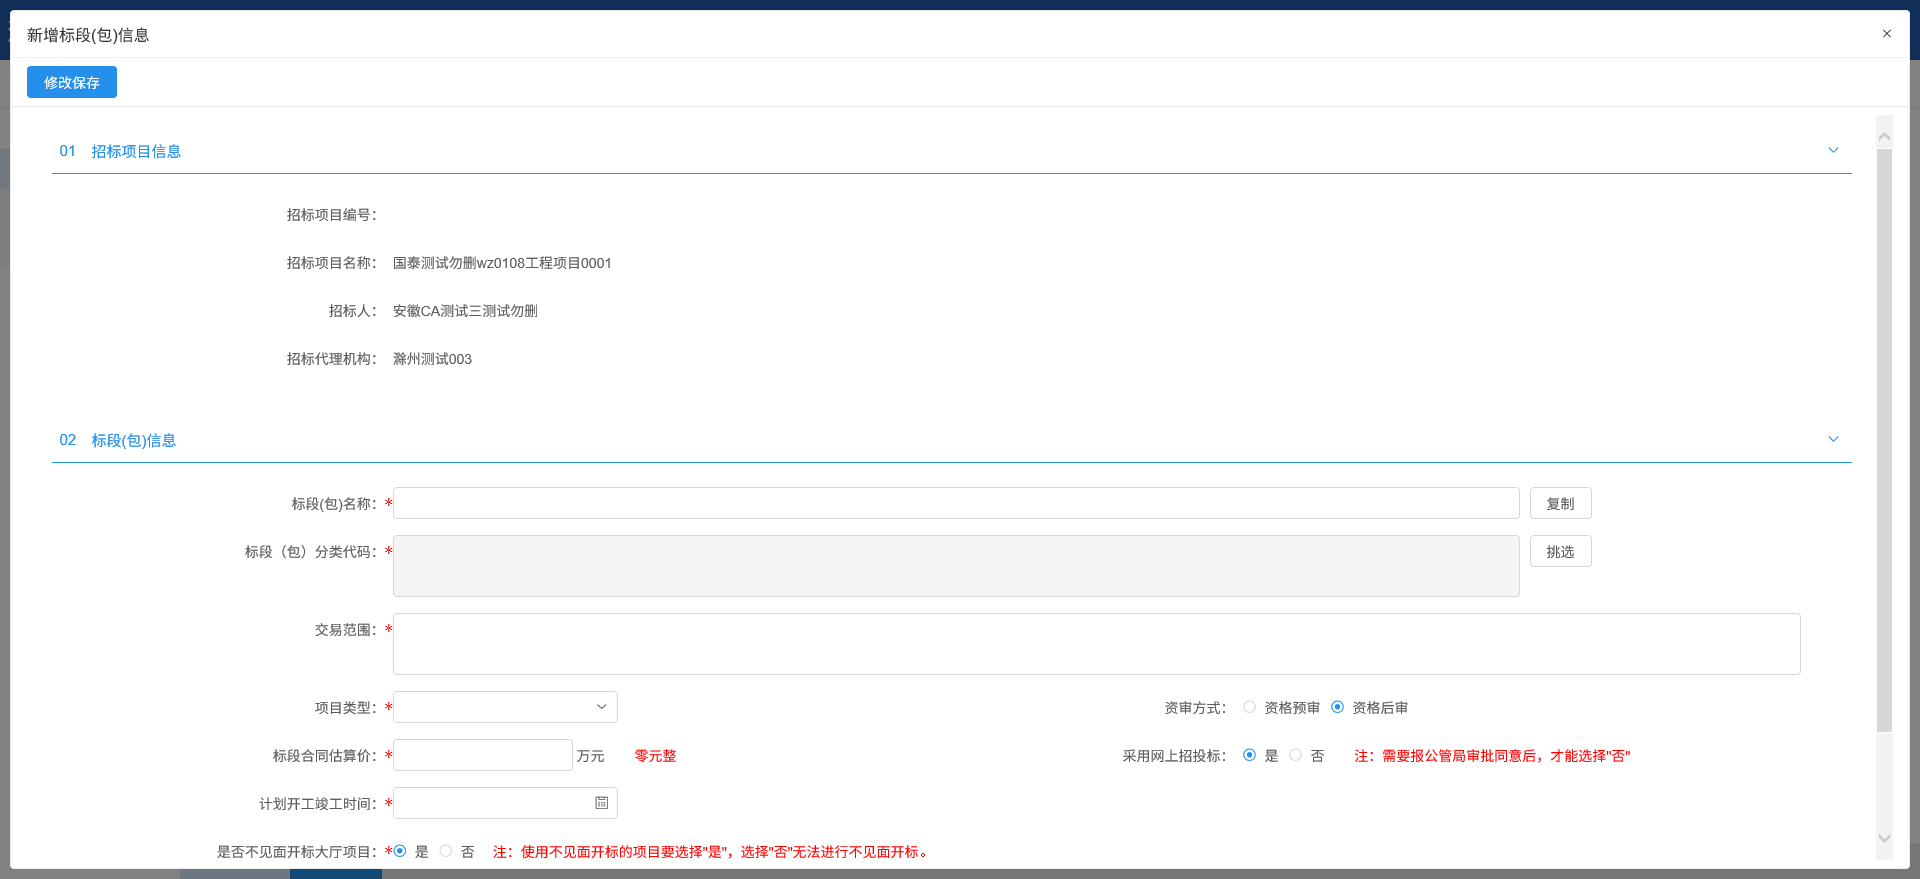 新增标段(包)信息
×
修改保存
01 招标项目信息
招标项目编号：
招标项目名称： 国泰测试勿删wz0108工程项目0001
招标人： 安徽CA测试三测试勿删
招标代理机构： 滁州测试003
02 标段(包)信息
标段(包)名称：* 复制
标段（包）分类代码：* 挑选
交易范围：*
项目类型：* 资审方式： 资格预审 资格后审
标段合同估算价：* 万元 零元整 采用网上招投标： 是 否 注：需要报公管局审批同意后，才能选择"否"
计划开工竣工时间：*
是否不见面开标大厅项目：* 是 否 注：使用不见面开标的项目要选择"是"，选择"否"无法进行不见面开标。